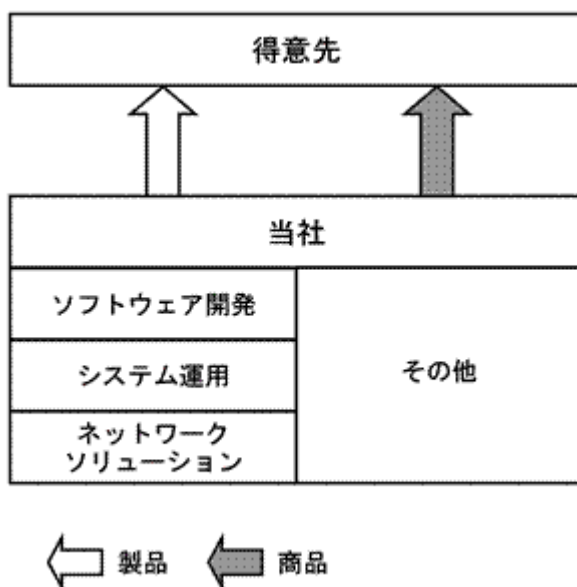 得意先
当社
ソフトウェア開発
システム運用
ネットワーク
ソリューション
その他
製品
商品